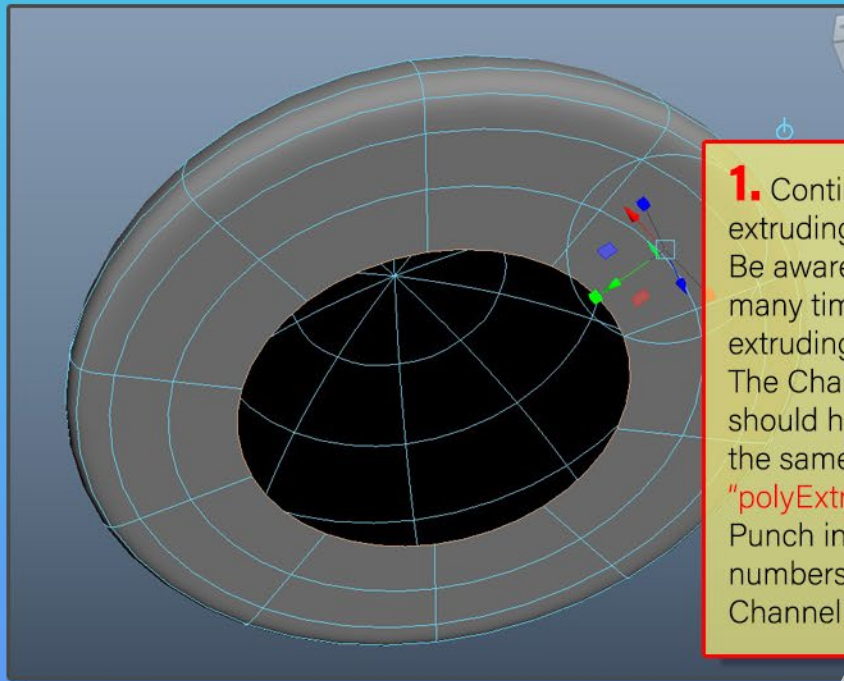 1. Conti
extruding
Be aware
many tim
extruding
The Cha
should h
the same
"polyExtr
Punch in
numbers
Channel